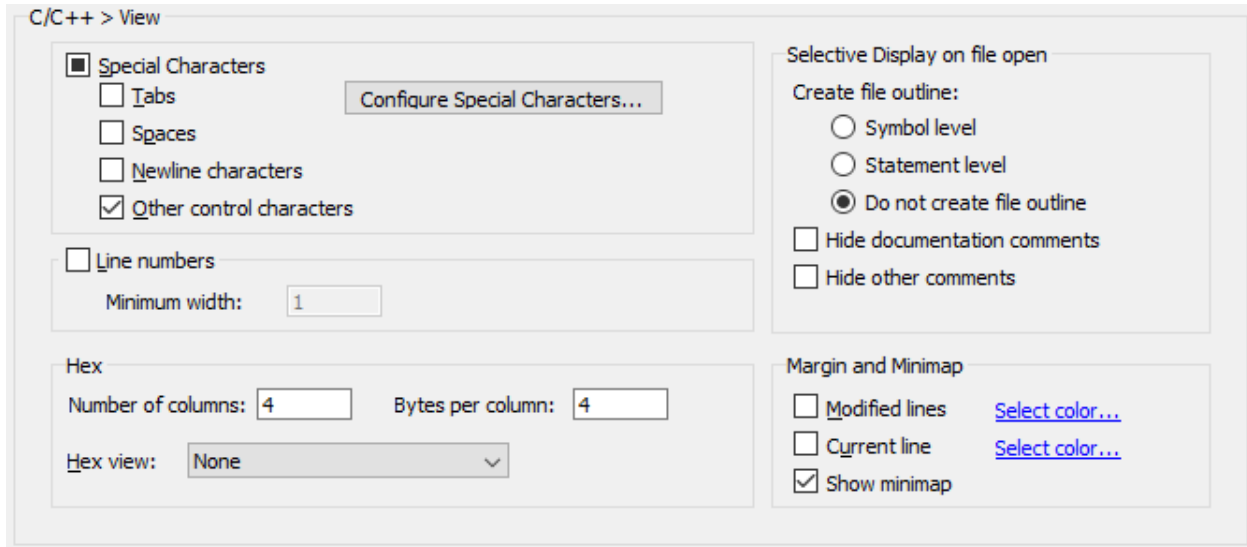 C/C++ > View
Special Characters
Tabs
Configure Special Characters...
Spaces
Newline characters
Other control characters
Line numbers
Minimum width: 1
Hex
Number of columns: 4 Bytes per column: 4
Hex view: None
Selective Display on file open
Create file outline:
Symbol level
Statement level
Do not create file outline
Hide documentation comments
Hide other comments
Margin and Minimap
Modified lines Select color...
Current line Select color...
Show minimap